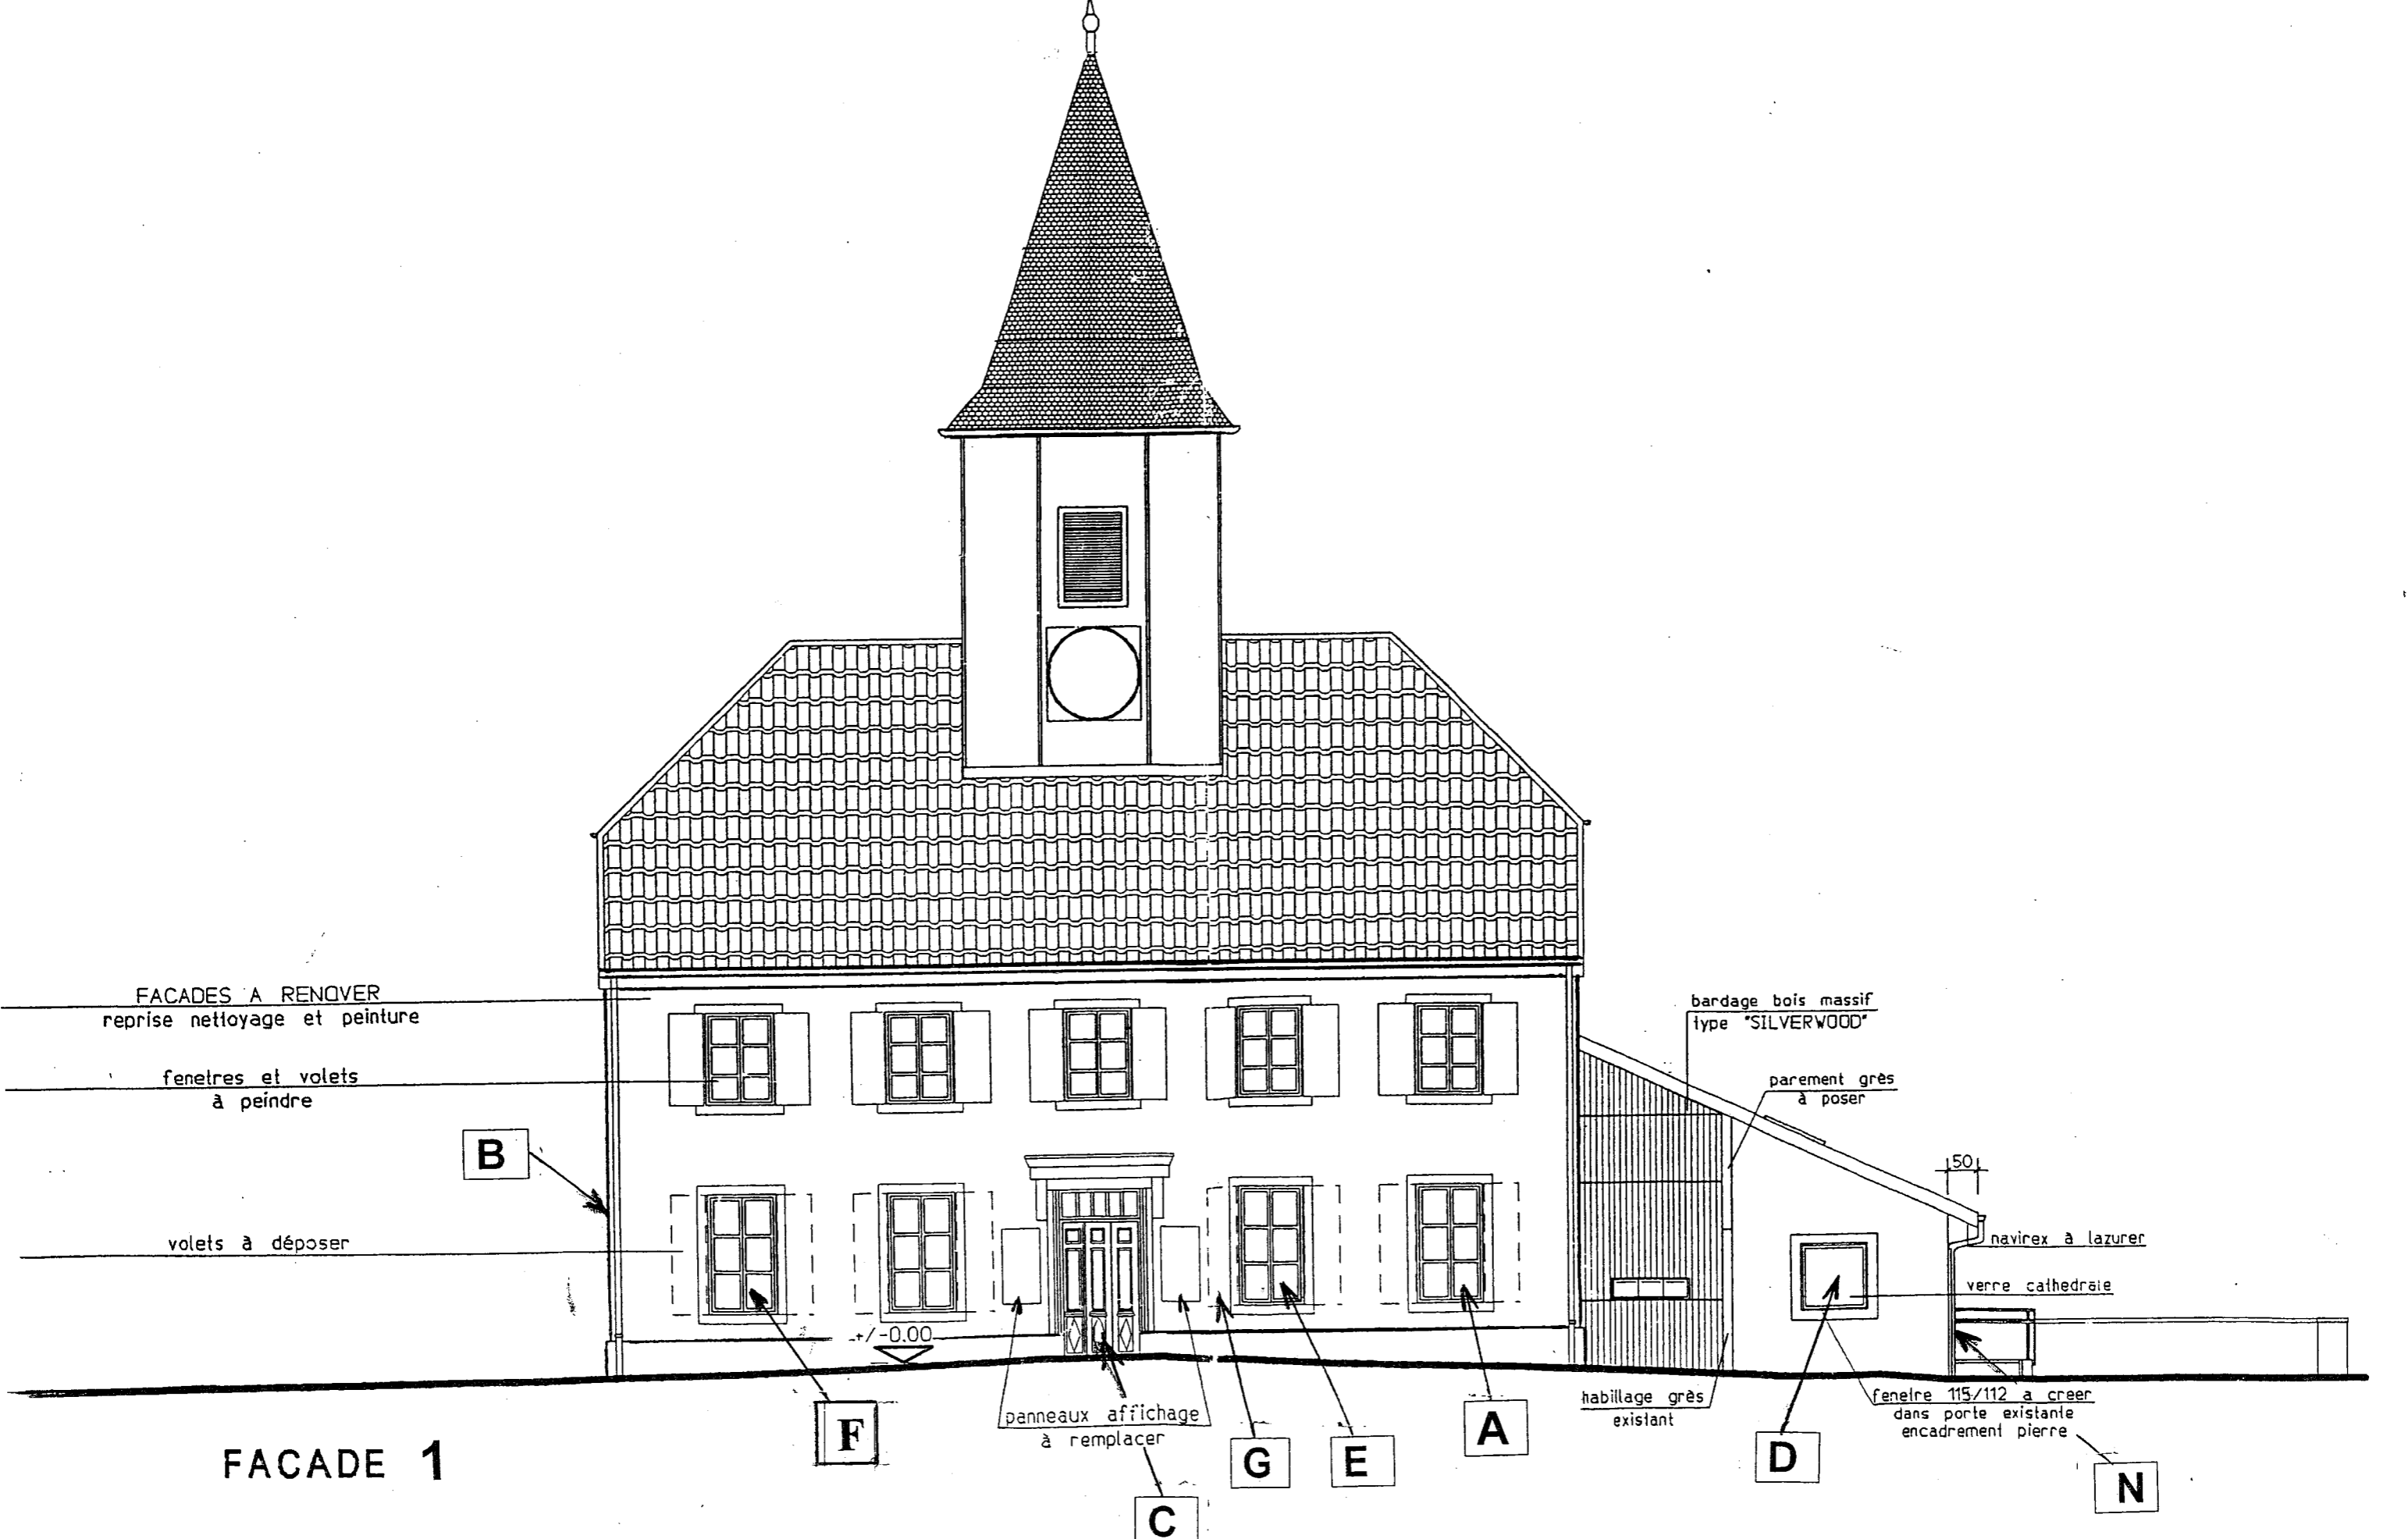 FACADES A RENOVER
reprise nettoyage et peinture
fenetres et volets
à peindre
B
volets à déposer
bardage bois massif
type "SILVERWOOD"
parement grès
à poser
50
navirex à lazurer
verre cathedrale
+/-0.00
panneaux affichage
à remplacer
habillage grès
existant
fenetre 115/112 a creer
dans porte existante
encadrement pierre
F
G
E
A
D
N
C
FACADE 1